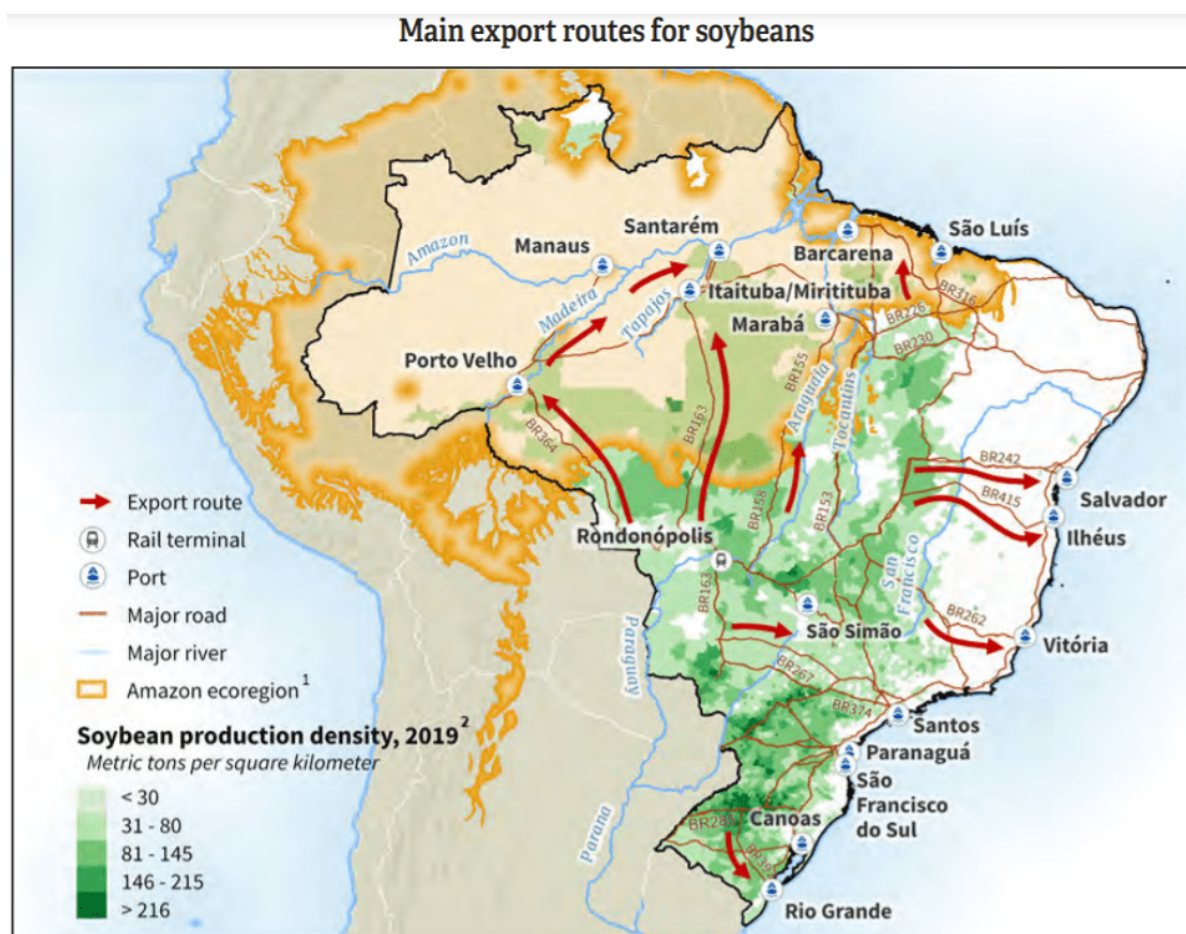 Main export routes for soybeans
Amazon
Manaus
Santarém
Barcarena
São Luís
Madeira
Tapajos
Itaituba/Miritituba
Marabá
BR316
BR226
BR230
Porto Velho
BR364
BR163
BR155
Araguaia
Tocantins
BR158
BR153
BR242
Salvador
BR415
Ilhéus
Rondonópolis
BR163
San
Francisco
São Simão
BR262
Vitória
Paraguay
BR267
BR374
Santos
Paranaguá
São
Francisco
do Sul
Parana
Canoas
Rio Grande
Export route
Rail terminal
Port
Major road
Major river
Amazon ecoregion1
Soybean production density, 20192
Metric tons per square kilometer
< 30
31 - 80
81 - 145
146 - 215
> 216